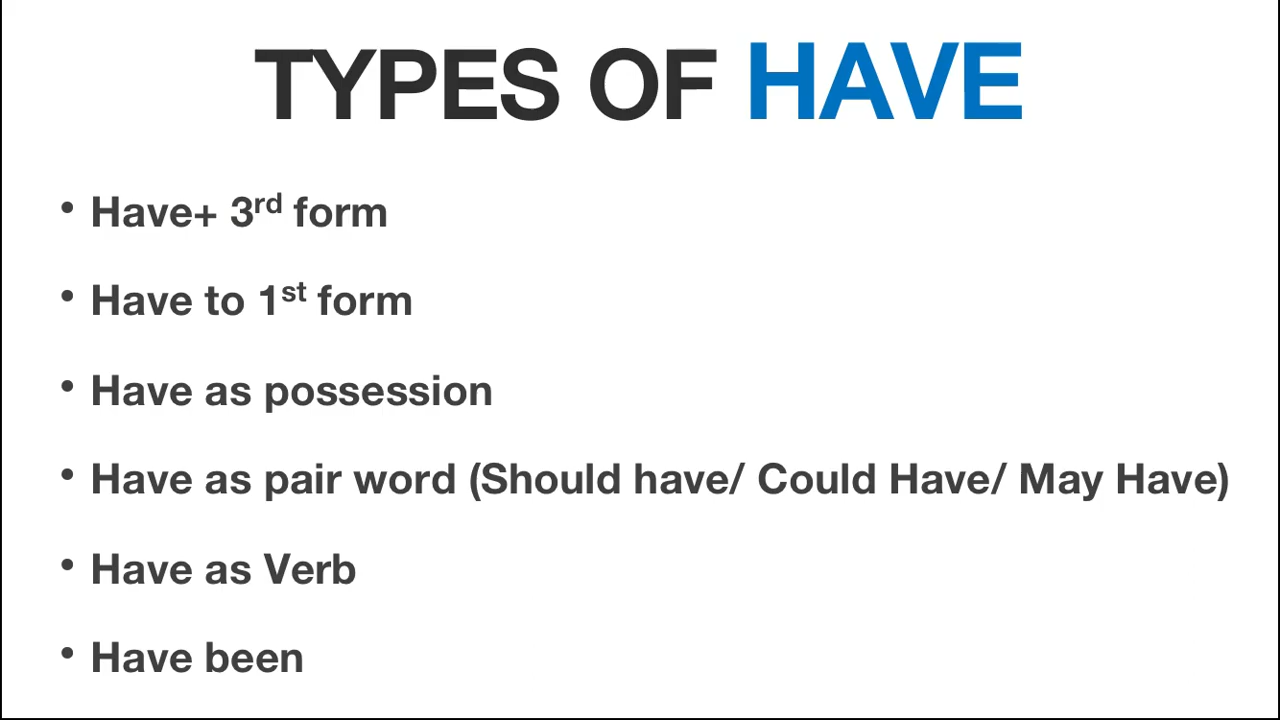 TYPES OF HAVE
• Have+ 3rd form
• Have to 1st form
• Have as possession
• Have as pair word (Should have/ Could Have/ May Have)
• Have as Verb
• Have been